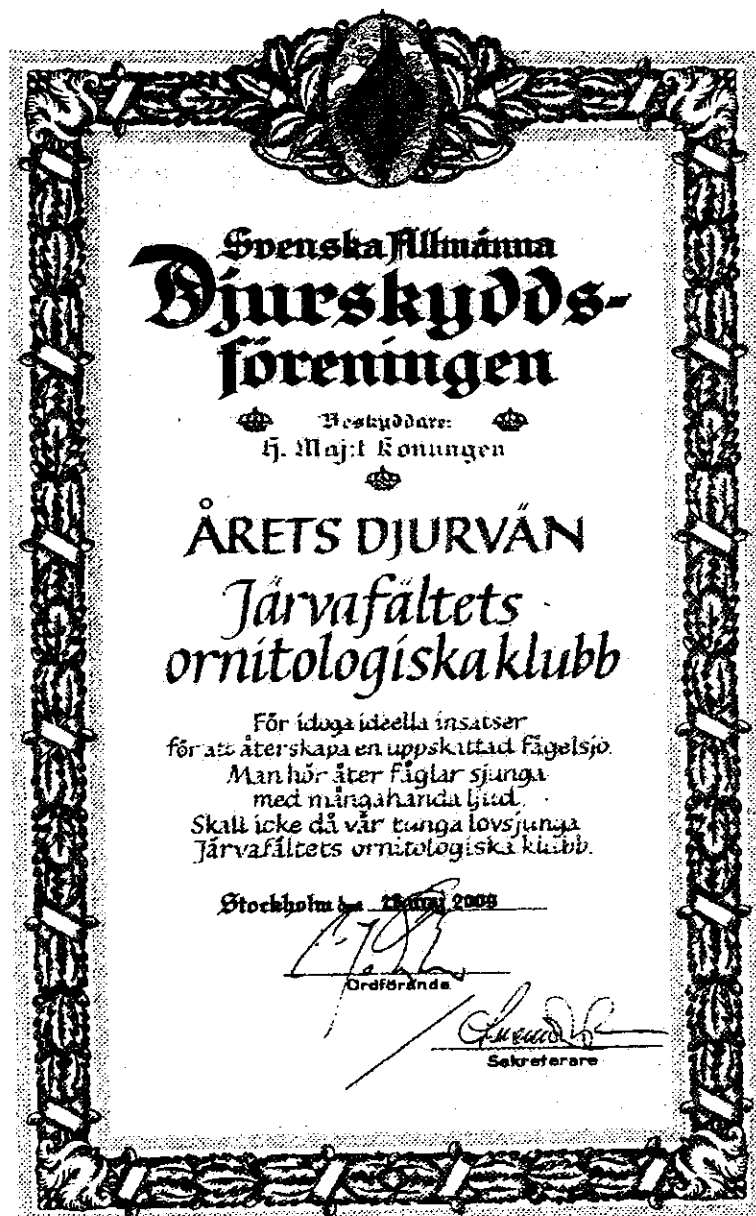 Svenska Allmänna
Djurskydds-
föreningen
Beskyddare:
H. Maj:t Konungen
ÅRETS DJURVÄN
Järvafältets
ornitologiska klubb
För idoga ideella insatser
för att återskapa en uppskattad fågelsjö.
Man hör åter fåglar sjunga
med mångahanda ljud.
Skall icke då vår tunga lovsjunga
Järvafältets ornitologiska klubb.
Stockholm den maj
Ordförande
Sekreterare